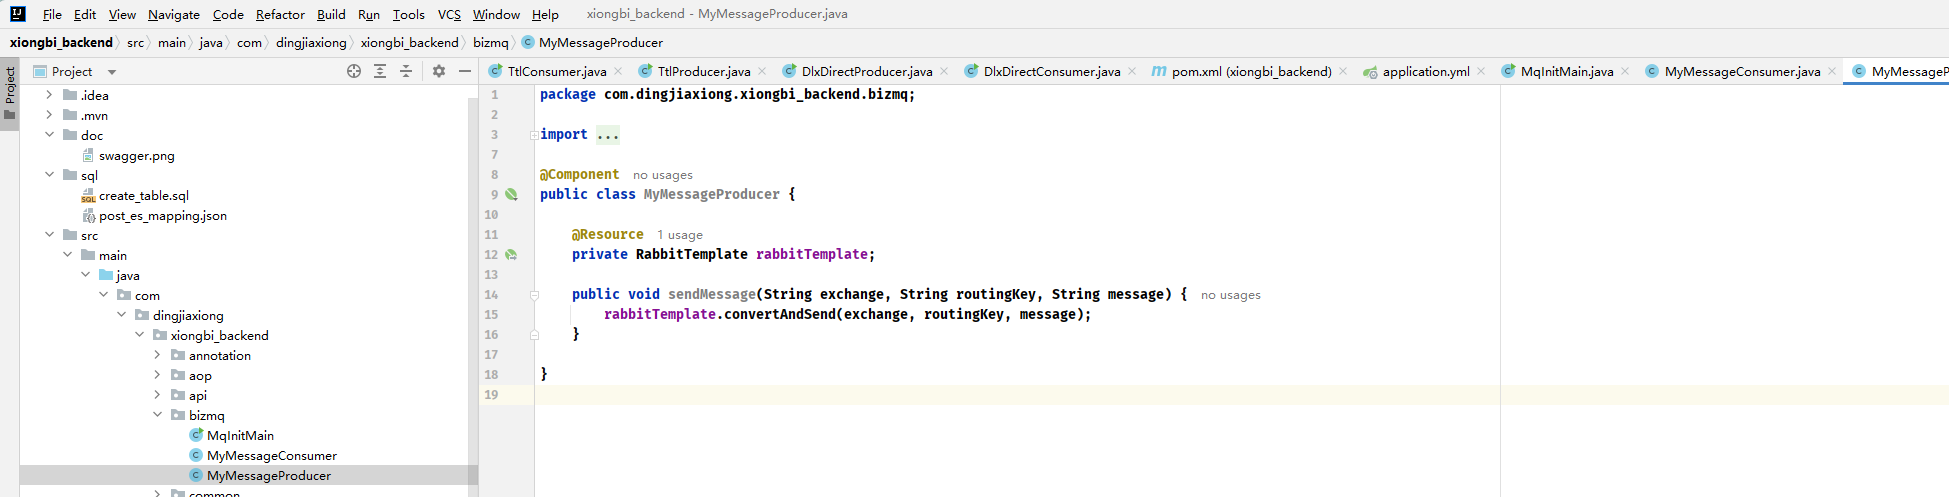 File Edit View Navigate Code Refactor Build Run Tools VCS Window Help xiongbi_backend - MyMessageProducer.java
xiongbi_backend src main java com dingjiaxiong xiongbi_backend bizmq MyMessageProducer
Project
Project
TtlConsumer.java TtlProducer.java DlxDirectProducer.java DlxDirectConsumer.java pom.xml (xiongbi_backend) application.yml MqInitMain.java MyMessageConsumer.java MyMessageP
.idea
.mvn
doc
swagger.png
sql
create_table.sql
post_es_mapping.json
src
main
java
com
dingjiaxiong
xiongbi_backend
annotation
aop
api
bizmq
MqInitMain
MyMessageConsumer
MyMessageProducer
common
1 package com.dingjiaxiong.xiongbi_backend.bizmq;
2
3 import ...
7
8 @Component no usages
9 public class MyMessageProducer {
10
11 @Resource 1 usage
12 private RabbitTemplate rabbitTemplate;
13
14 public void sendMessage(String exchange, String routingKey, String message) { no usages
15 rabbitTemplate.convertAndSend(exchange, routingKey, message);
16 }
17
18 }
19